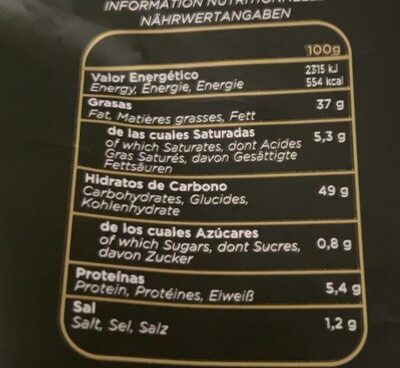 INFORMATION
NÄHRWERTANGABEN
100g
Valor Energético 2315 kJ
Energy, Énergie, Energie 554 kcal
Grasas 37 g
Fat, Matières grasses, Fett
de las cuales Saturadas 5,3 g
of which Saturates, dont Acides
Gras Saturés, davon Gesättigte
Fettsäuren
Hidratos de Carbono 49 g
Carbohydrates, Glucides,
Kohlenhydrate
de los cuales Azúcares
of which Sugars, dont Sucres, 0,8 g
davon Zucker
Proteínas
Protein, Protéines, Eiweiß 5,4 g
Sal
Salt, Sel, Salz 1,2 g